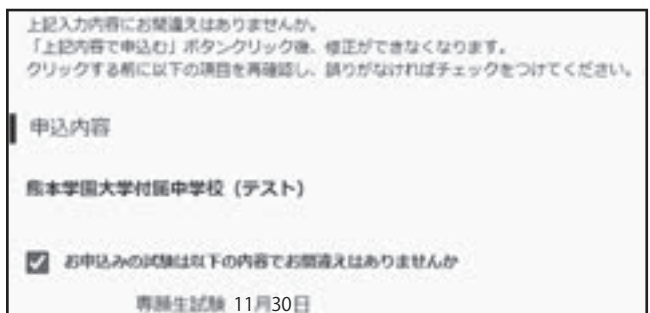 上記入力内容にお間違えはありませんか。
「上記内容で申込む」ボタンクリック後、修正ができなくなります。
クリックする前に以下の項目を再確認し、誤りがなければチェックをつけてください。
申込内容
熊本学園大学付属中学校（テスト）
お申込みの試験は以下の内容でお間違えはありませんか
専願生試験 11月30日